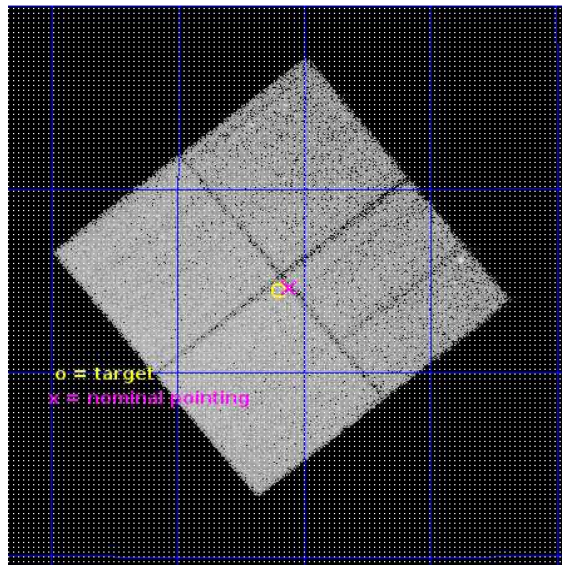 o = target
x = nominal pointing